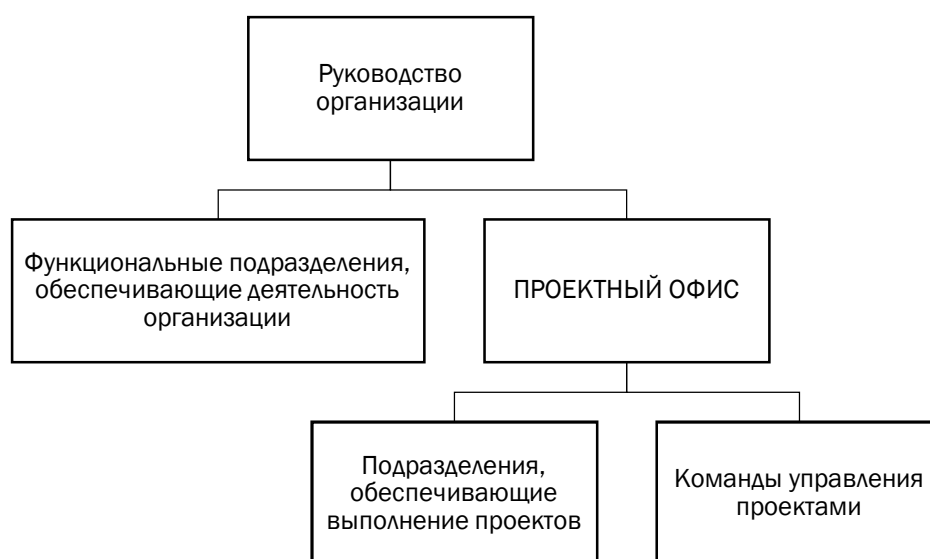 Руководство
организации
Функциональные подразделения,
обеспечивающие деятельность
организации
ПРОЕКТНЫЙ ОФИС
Подразделения,
обеспечивающие
выполнение проектов
Команды управления
проектами